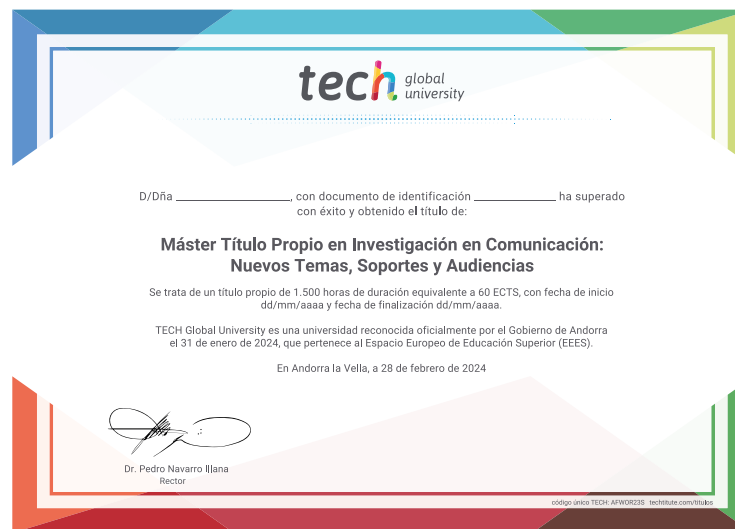 tech global
university
D/Dña ____________, con documento de identificación ____________ ha superado
con éxito y obtenido el título de:
Máster Título Propio en Investigación en Comunicación:
Nuevos Temas, Soportes y Audiencias
Se trata de un título propio de 1.500 horas de duración equivalente a 60 ECTS, con fecha de inicio
dd/mm/aaaa y fecha de finalización dd/mm/aaaa.
TECH Global University es una universidad reconocida oficialmente por el Gobierno de Andorra
el 31 de enero de 2024, que pertenece al Espacio Europeo de Educación Superior (EEES).
En Andorra la Vella, a 28 de febrero de 2024
Dr. Pedro Navarro Illana
Rector
código único TECH: AFWOR23S techtitute.com/titulos